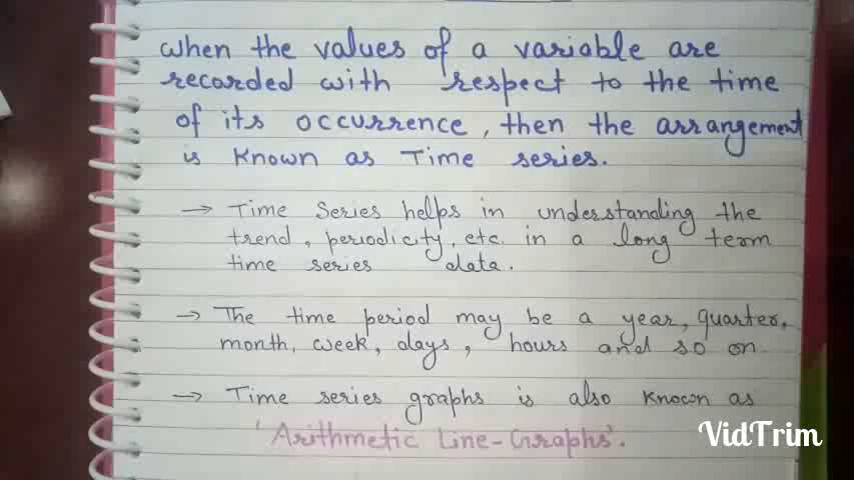 When the values of a variable are
recorded with respect to the time
of its occurrence, then the arrangement
is known as Time series.
→ Time Series helps in understanding the
trend, periodicity, etc. in a long term
time series data.
→ The time period may be a year, quarter,
month, week, days, hours and so on
→ Time series graphs is also known as
'Arithmetic Line-Graphs'.
VidTrim